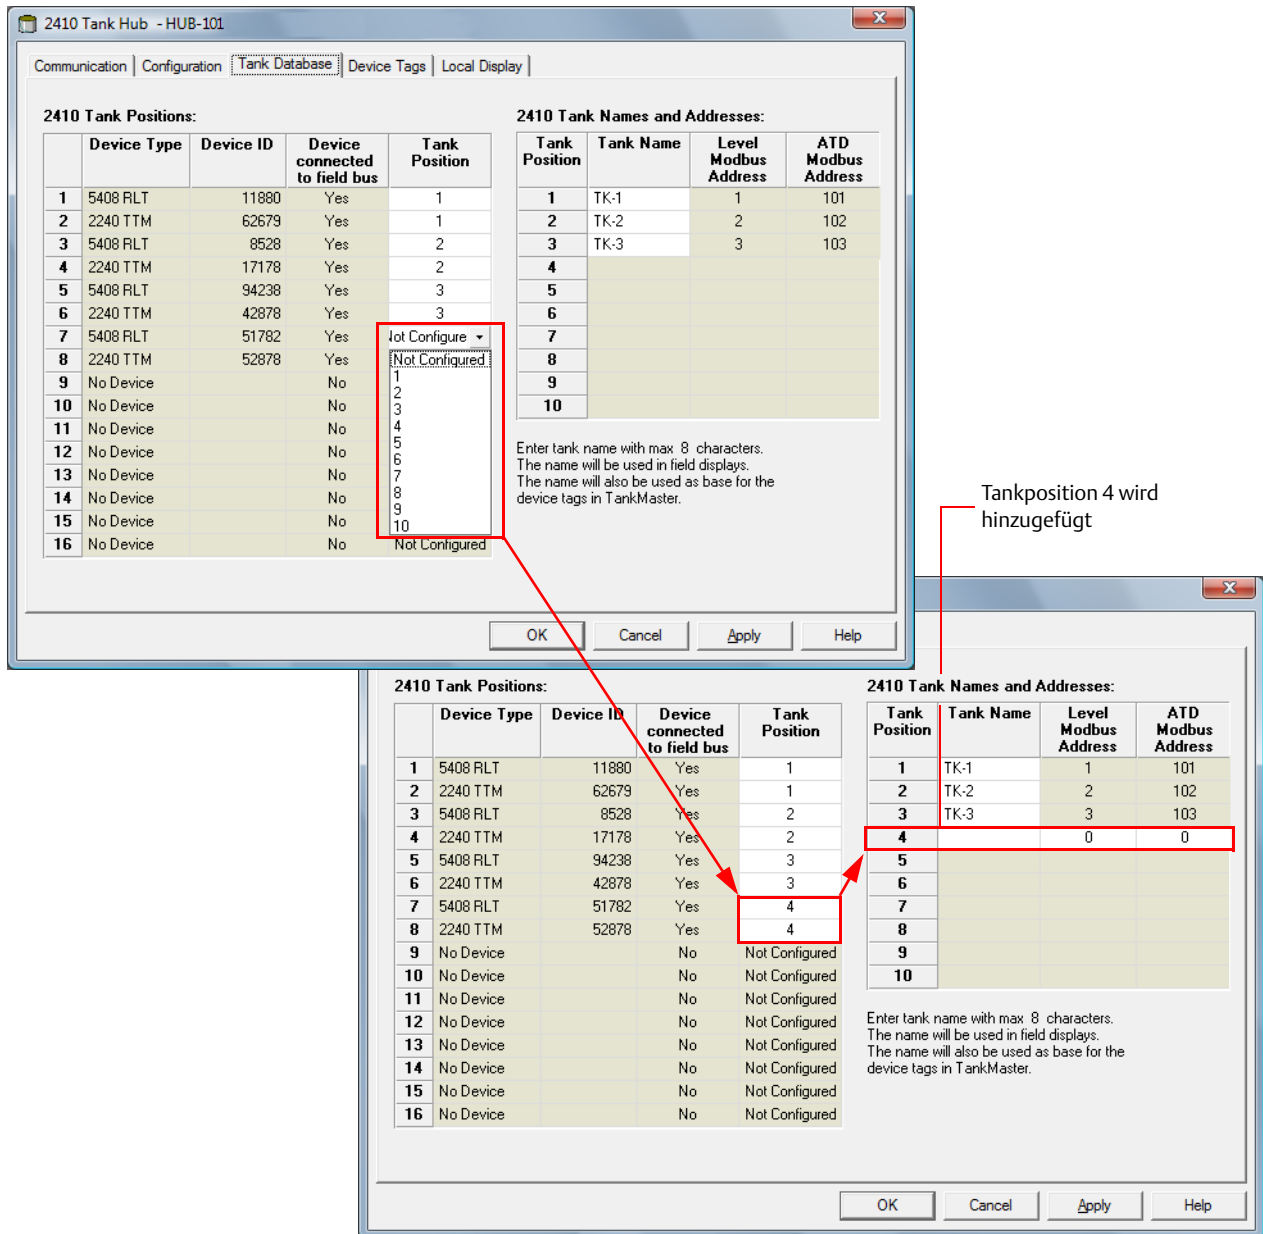 2410 Tank Hub - HUB-101
Communication Configuration Tank Database Device Tags Local Display
2410 Tank Positions:
Device Type Device ID Device connected to field bus Tank Position
1 5408 RLT 11880 Yes 1
2 2240 TTM 62679 Yes 1
3 5408 RLT 8528 Yes 2
4 2240 TTM 17178 Yes 2
5 5408 RLT 94238 Yes 3
6 2240 TTM 42878 Yes 3
7 5408 RLT 51782 Yes Not Configure
8 2240 TTM 52878 Yes
9 No Device No
10 No Device No
11 No Device No
12 No Device No
13 No Device No
14 No Device No
15 No Device No
16 No Device No Not Configured
Not Configured
1
2
3
4
5
6
7
8
9
10
2410 Tank Names and Addresses:
Tank Position Tank Name Level Modbus Address ATD Modbus Address
1 TK-1 1 101
2 TK-2 2 102
3 TK-3 3 103
4
5
6
7
8
9
10
Enter tank name with max 8 characters.
The name will be used in field displays.
The name will also be used as base for the
device tags in TankMaster.
OK Cancel Apply Help
Tankposition 4 wird
hinzugefügt
2410 Tank Positions:
Device Type Device ID Device connected to field bus Tank Position
1 5408 RLT 11880 Yes 1
2 2240 TTM 62679 Yes 1
3 5408 RLT 8528 Yes 2
4 2240 TTM 17178 Yes 2
5 5408 RLT 94238 Yes 3
6 2240 TTM 42878 Yes 3
7 5408 RLT 51782 Yes 4
8 2240 TTM 52878 Yes 4
9 No Device No Not Configured
10 No Device No Not Configured
11 No Device No Not Configured
12 No Device No Not Configured
13 No Device No Not Configured
14 No Device No Not Configured
15 No Device No Not Configured
16 No Device No Not Configured
2410 Tank Names and Addresses:
Tank Position Tank Name Level Modbus Address ATD Modbus Address
1 TK-1 1 101
2 TK-2 2 102
3 TK-3 3 103
4 0 0
5
6
7
8
9
10
Enter tank name with max 8 characters.
The name will be used in field displays.
The name will also be used as base for the
device tags in TankMaster.
OK Cancel Apply Help